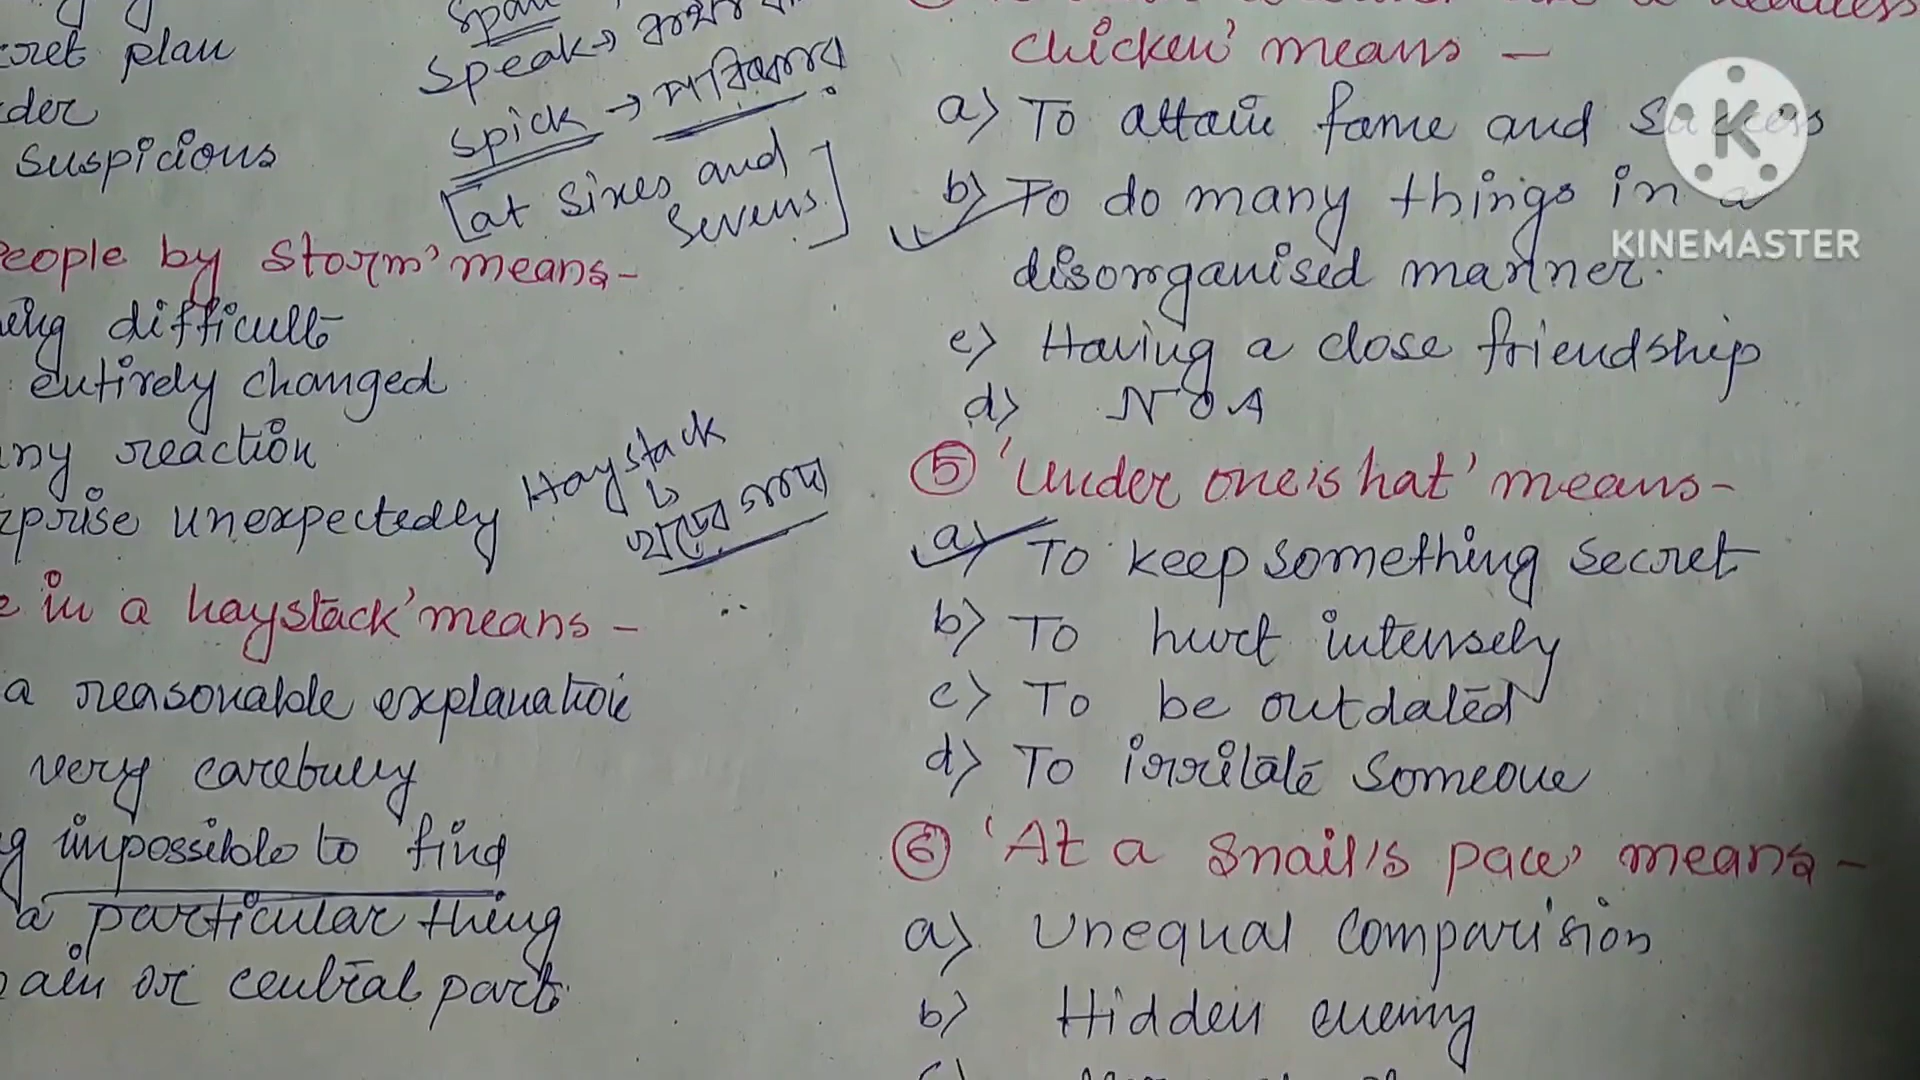 cret plan
der
suspicious
Speak →
Spick →
[at sixes and
sevens.]
eople by storm' means-
difficult
entirely changed
ny reaction
rprise unexpectedly
Haystack
খড়ের গাদা
in a haystack' means -
a reasonable explanation
very carefully
g impossible to find
a particular thing
ain or central part
chicken' means -
a) To attain fame and success
b) To do many things in a
disorganised manner.
c) Having a close friendship
d) NOA
⑤ 'Under one's hat' means-
a) To keep something secret
b) To hurt intensely
c) To be outdated
d) To irritate someone
⑥ 'At a snail's pace' means-
a) Unequal comparision
b) Hidden enemy
KINEMASTER